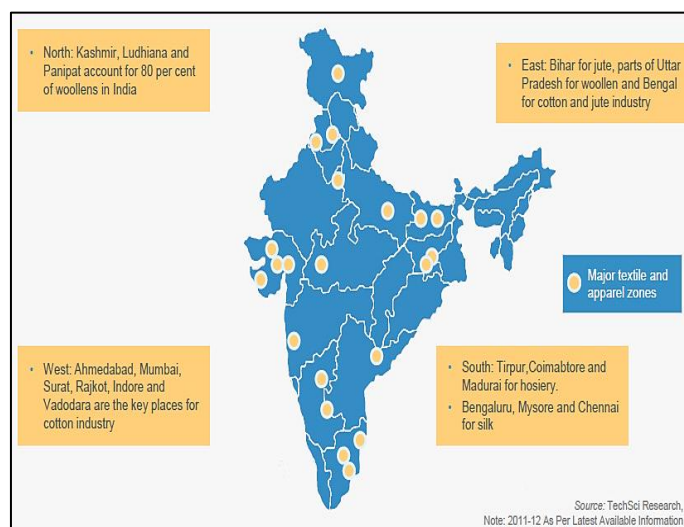 • North: Kashmir, Ludhiana and
Panipat account for 80 per cent
of woollens in India
• East: Bihar for jute, parts of Uttar
Pradesh for woollen and Bengal
for cotton and jute industry
Major textile and
apparel zones
• West: Ahmedabad, Mumbai,
Surat, Rajkot, Indore and
Vadodara are the key places for
cotton industry
• South: Tirpur,Coimabtore and
Madurai for hosiery.
• Bengaluru, Mysore and Chennai
for silk
Source: TechSci Research,
Note: 2011-12 As Per Latest Available Information